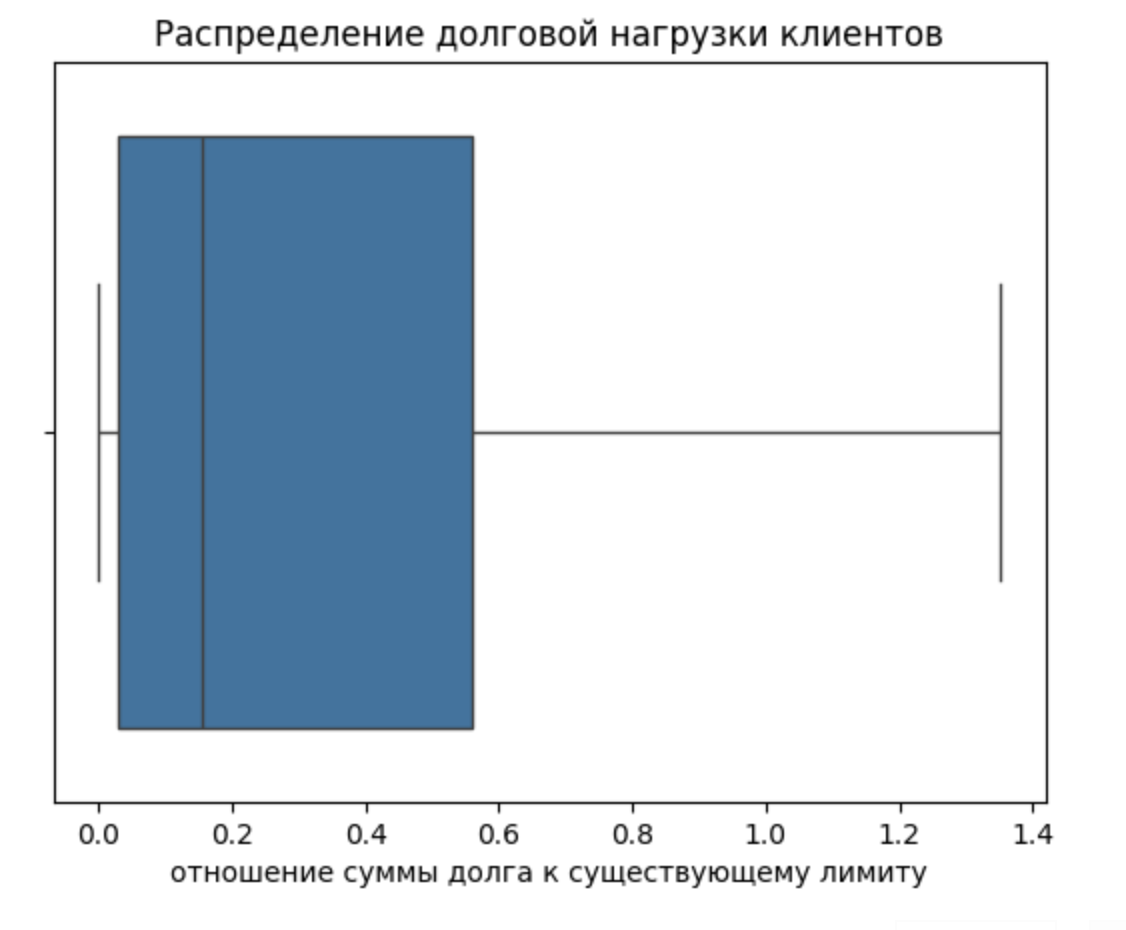 Распределение долговой нагрузки клиентов
0.0 0.2 0.4 0.6 0.8 1.0 1.2 1.4
отношение суммы долга к существующему лимиту